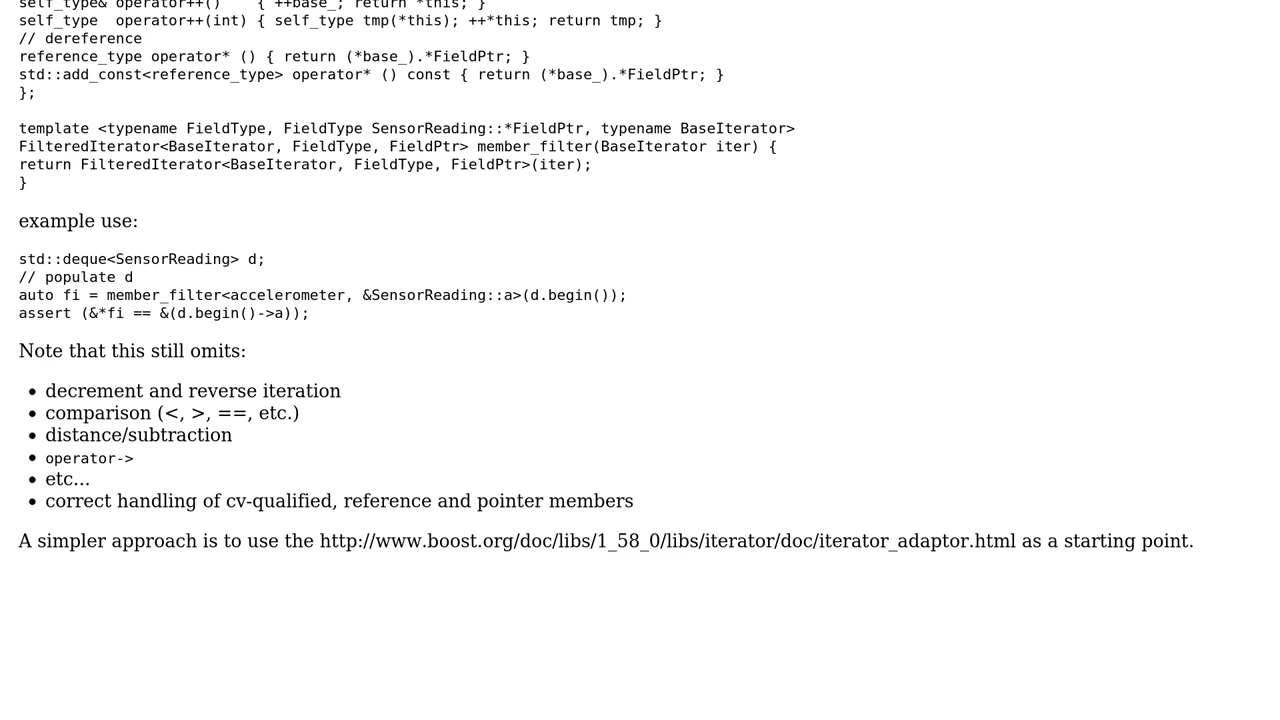 self_type& operator++()    { ++base_; return *this; }
self_type  operator++(int) { self_type tmp(*this); ++*this; return tmp; }
// dereference
reference_type operator* () { return (*base_).*FieldPtr; }
std::add_const<reference_type> operator* () const { return (*base_).*FieldPtr; }
};
template <typename FieldType, FieldType SensorReading::*FieldPtr, typename BaseIterator>
FilteredIterator<BaseIterator, FieldType, FieldPtr> member_filter(BaseIterator iter) {
return FilteredIterator<BaseIterator, FieldType, FieldPtr>(iter);
}
example use:
std::deque<SensorReading> d;
// populate d
auto fi = member_filter<accelerometer, &SensorReading::a>(d.begin());
assert (&*fi == &(d.begin()->a));
Note that this still omits:
• decrement and reverse iteration
• comparison (<, >, ==, etc.)
• distance/subtraction
• operator->
• etc...
• correct handling of cv-qualified, reference and pointer members
A simpler approach is to use the http://www.boost.org/doc/libs/1_58_0/libs/iterator/doc/iterator_adaptor.html as a starting point.